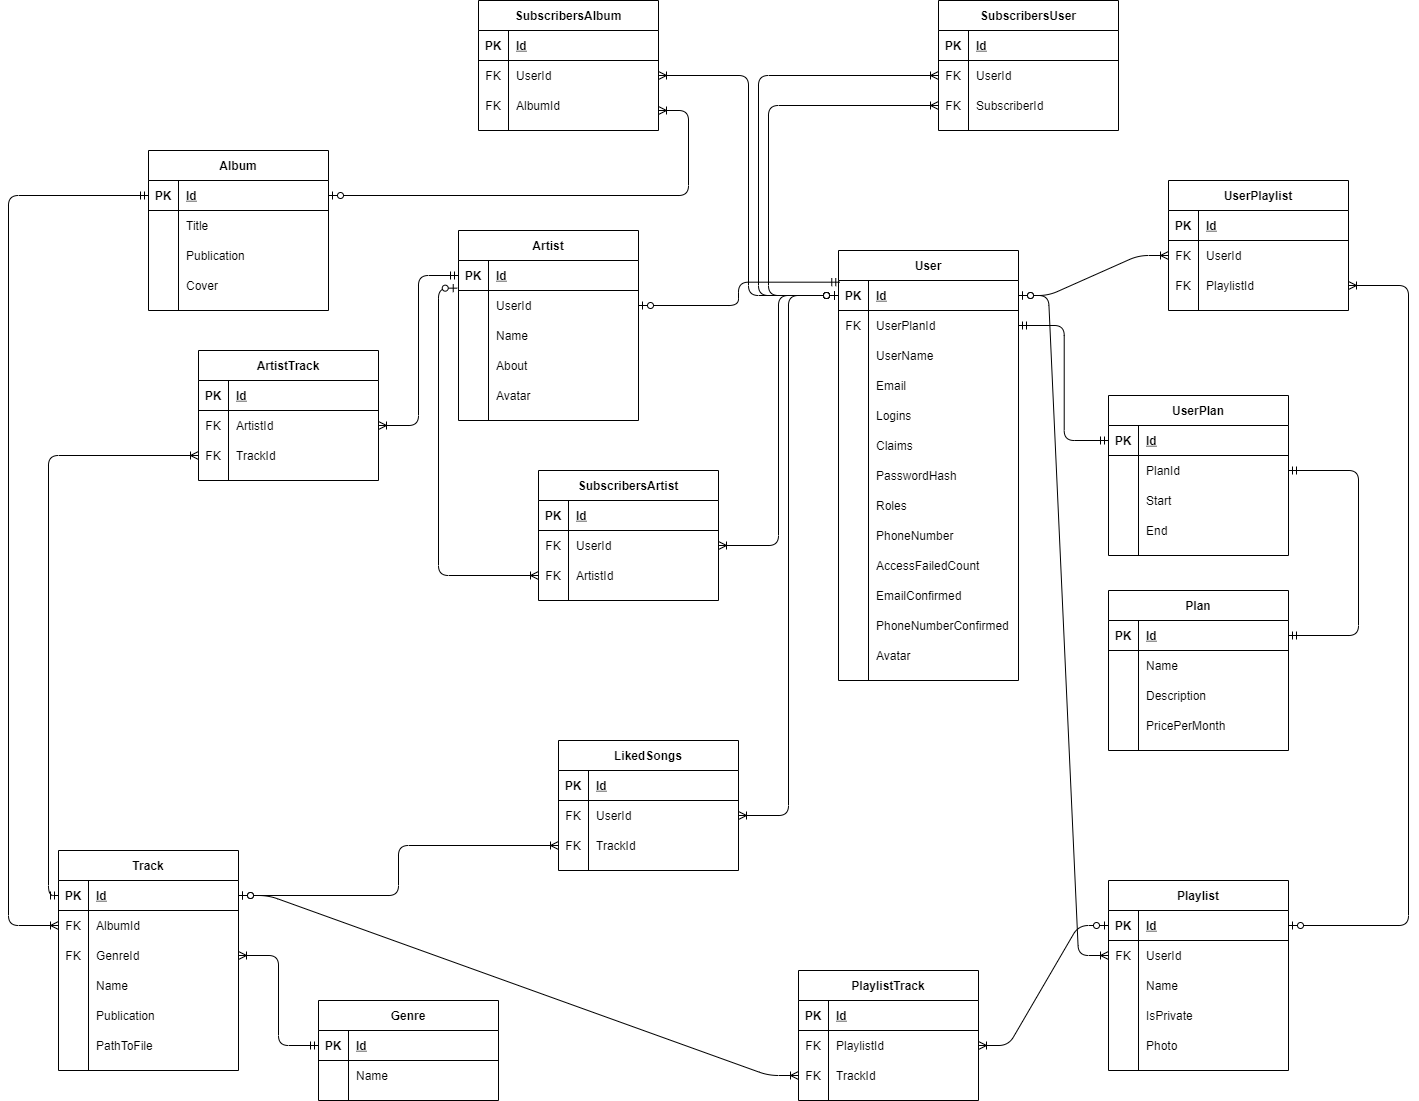 SubscribersAlbum
PK Id
FK UserId
FK AlbumId
SubscribersUser
PK Id
FK UserId
FK SubscriberId
Album
PK Id
Title
Publication
Cover
UserPlaylist
PK Id
FK UserId
FK PlaylistId
Artist
PK Id
UserId
Name
About
Avatar
User
PK Id
FK UserPlanId
UserName
Email
Logins
Claims
PasswordHash
Roles
PhoneNumber
AccessFailedCount
EmailConfirmed
PhoneNumberConfirmed
Avatar
ArtistTrack
PK Id
FK ArtistId
FK TrackId
UserPlan
PK Id
PlanId
Start
End
SubscribersArtist
PK Id
FK UserId
FK ArtistId
Plan
PK Id
Name
Description
PricePerMonth
LikedSongs
PK Id
FK UserId
FK TrackId
Track
PK Id
FK AlbumId
FK GenreId
Name
Publication
PathToFile
Playlist
PK Id
FK UserId
Name
IsPrivate
Photo
PlaylistTrack
PK Id
FK PlaylistId
FK TrackId
Genre
PK Id
Name